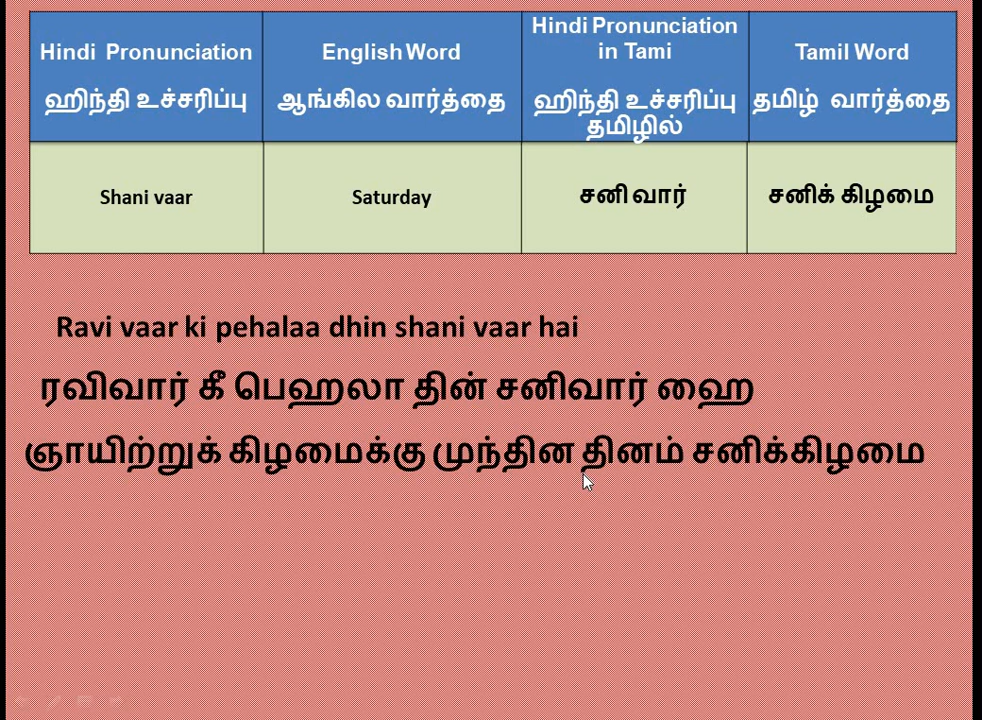 Hindi Pronunciation
ஹிந்தி உச்சரிப்பு
English Word
ஆங்கில வார்த்தை
Hindi Pronunciation
in Tami
ஹிந்தி உச்சரிப்பு
தமிழில்
Tamil Word
தமிழ் வார்த்தை
Shani vaar
Saturday
சனி வார்
சனிக் கிழமை
Ravi vaar ki pehalaa dhin shani vaar hai
ரவிவார் கீ பெஹலா தின் சனிவார் ஹை
ஞாயிற்றுக் கிழமைக்கு முந்தின தினம் சனிக்கிழமை